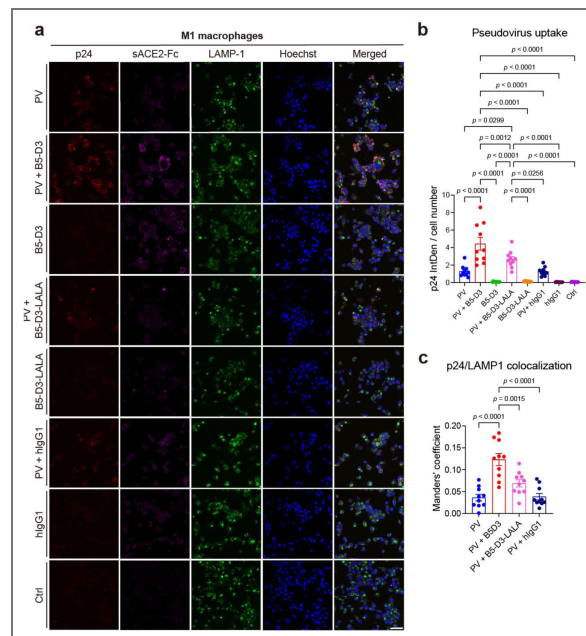 a
M1 macrophages
p24 sACE2-Fc LAMP-1 Hoechst Merged
PV
PV + B5-D3
B5-D3
PV +
B5-D3-LALA
B5-D3-LALA
PV + hIgG1
hIgG1
Ctrl
b
Pseudovirus uptake
p < 0.0001
p < 0.0001
p < 0.0001
p < 0.0001
p = 0.0299
p = 0.0012 p < 0.0001
p < 0.0001 p < 0.0001
p < 0.0001 p = 0.0256
p < 0.0001 p < 0.0001
p24 IntDen / cell number
10
8
6
4
2
0
PV
PV + B5-D3
B5-D3
PV + B5-D3-LALA
B5-D3-LALA
PV+ hIgG1
hIgG1
Ctrl
c
p24/LAMP1 colocalization
p < 0.0001
p = 0.0015
p < 0.0001
Manders' coefficient
0.20
0.15
0.10
0.05
0.00
PV
PV + B5D3
PV + B5-D3-LALA
PV + hIgG1